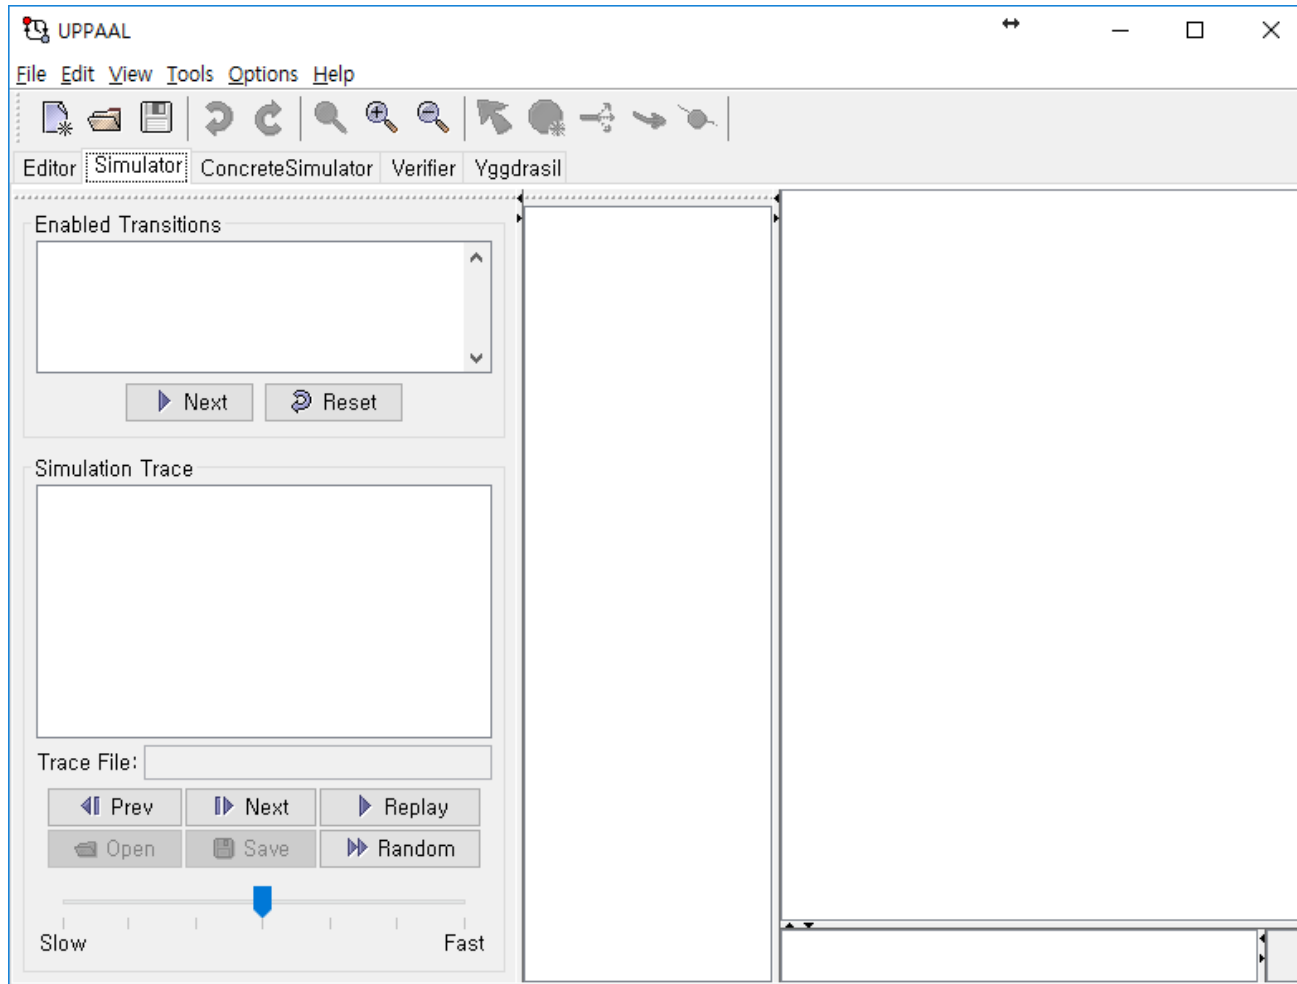 UPPAAL
File Edit View Tools Options Help
Editor Simulator ConcreteSimulator Verifier Yggdrasil
Enabled Transitions
Next Reset
Simulation Trace
Trace File:
Prev Next Replay
Open Save Random
Slow Fast